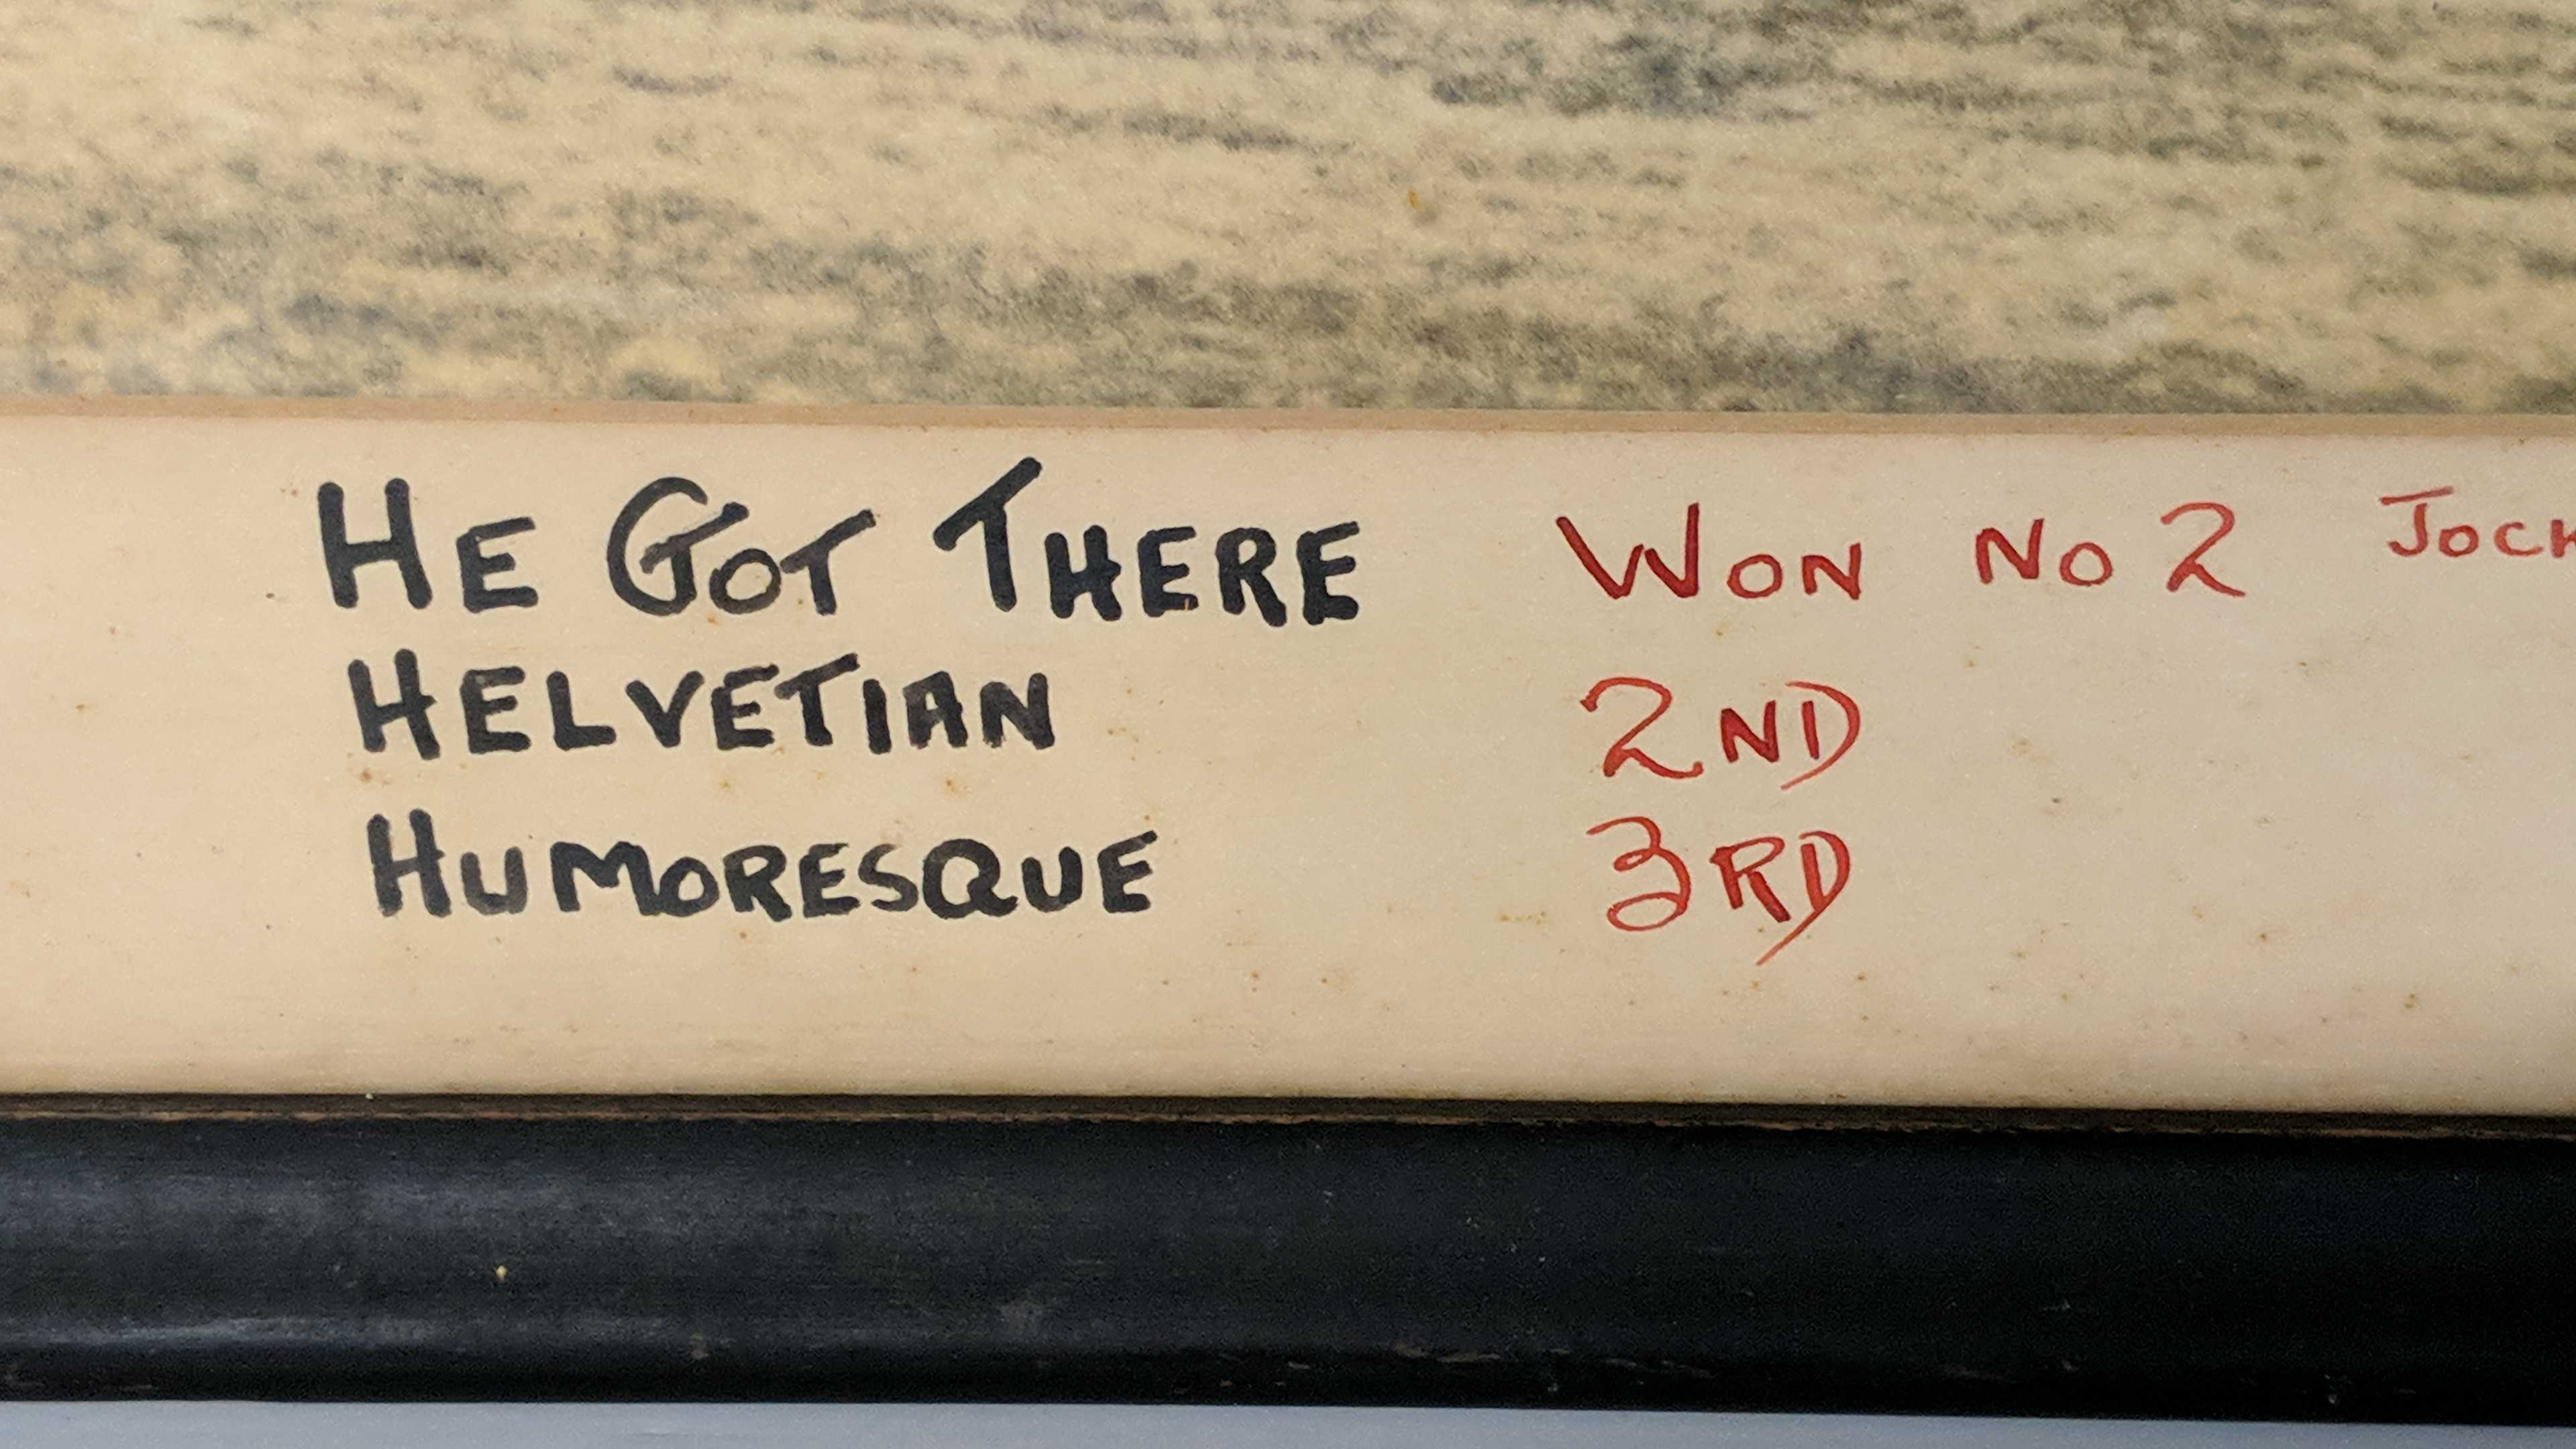 HE GOT THERE WON NO 2
HELVETIAN 2ND
HUMORESQUE 3RD